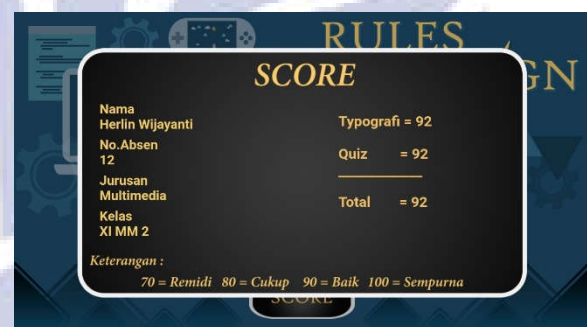 RULES
GN
SCORE
Nama
Herlin Wijayanti
No.Absen
12
Jurusan
Multimedia
Kelas
XI MM 2
Typografi = 92
Quiz = 92
Total = 92
Keterangan :
70 = Remidi 80 = Cukup 90 = Baik 100 = Sempurna
SCORE